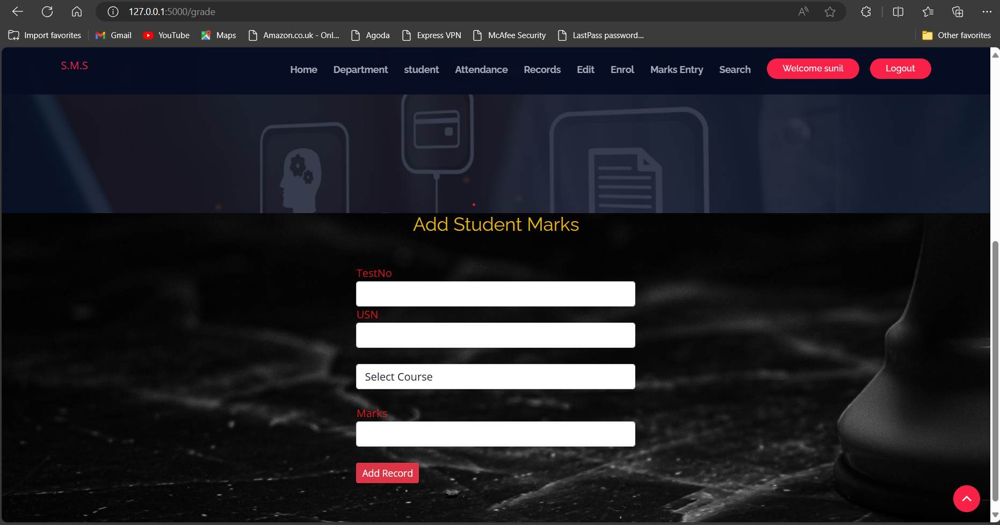 127.0.0.1:5000/grade
Import favorites Gmail YouTube Maps Amazon.co.uk - Onl... Agoda Express VPN McAfee Security LastPass password... Other favorites
S.M.S Home Department student Attendance Records Edit Enrol Marks Entry Search Welcome sunil Logout
Add Student Marks
TestNo
USN
Select Course
Marks
Add Record